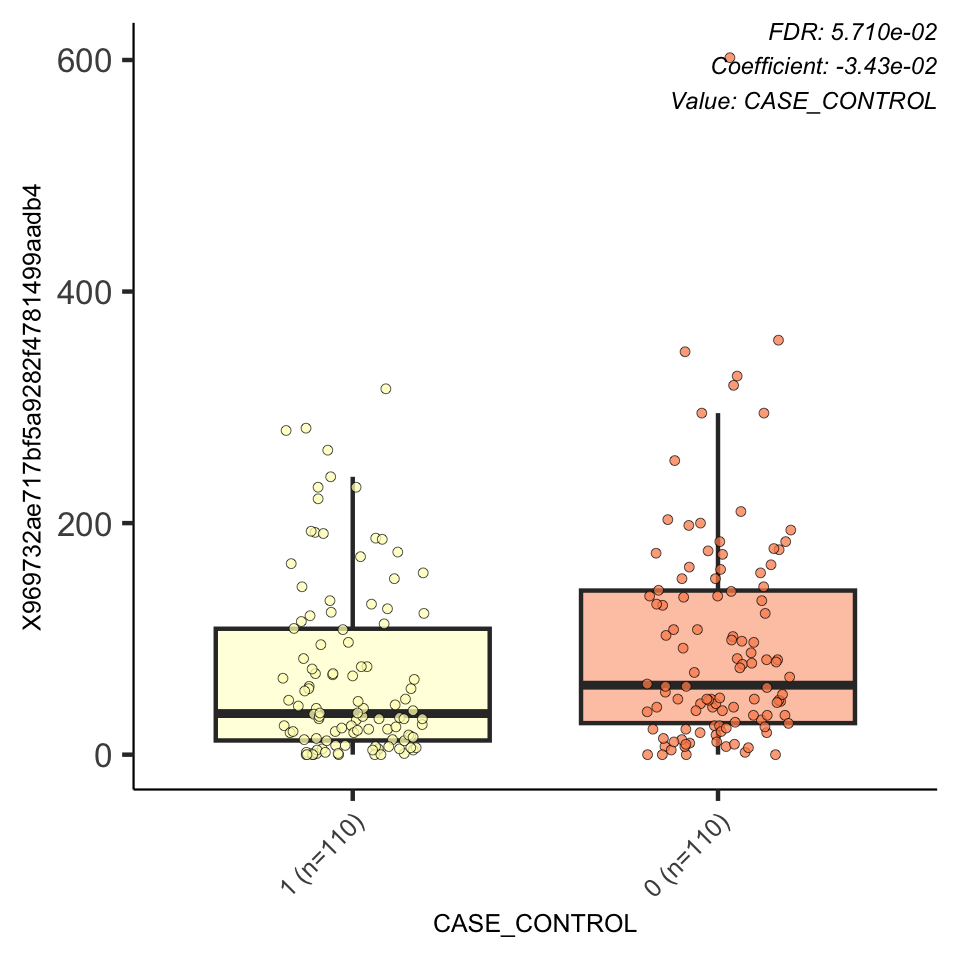 FDR: 5.710e-02
Coefficient: -3.43e-02
Value: CASE_CONTROL
600
400
200
0
X969732ae717bf5a9282f4781499aadb4
1 (n=110)
0 (n=110)
CASE_CONTROL